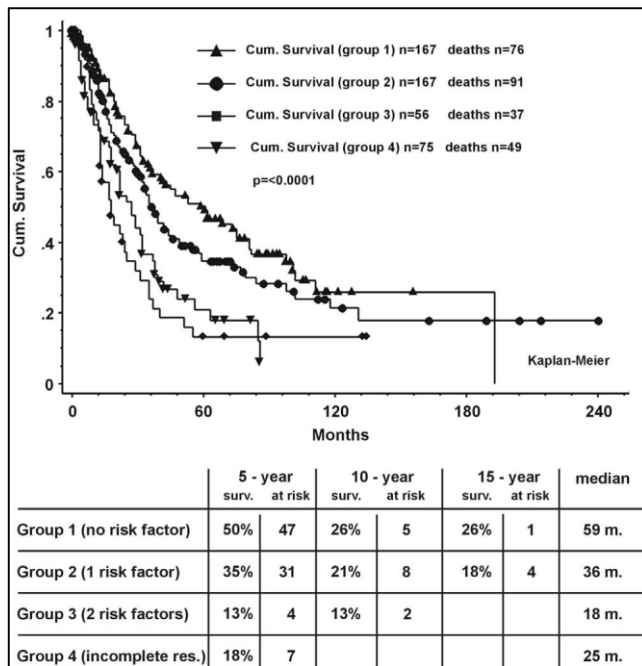 1
.8
.6
.4
.2
0
Cum. Survival
Cum. Survival (group 1) n=167 deaths n=76
Cum. Survival (group 2) n=167 deaths n=91
Cum. Survival (group 3) n=56 deaths n=37
Cum. Survival (group 4) n=75 deaths n=49
p=<0.0001
Kaplan-Meier
0 60 120 180 240
Months
5 - year 10 - year 15 - year median
surv. at risk surv. at risk surv. at risk
Group 1 (no risk factor) 50% 47 26% 5 26% 1 59 m.
Group 2 (1 risk factor) 35% 31 21% 8 18% 4 36 m.
Group 3 (2 risk factors) 13% 4 13% 2 18 m.
Group 4 (incomplete res.) 18% 7 25 m.